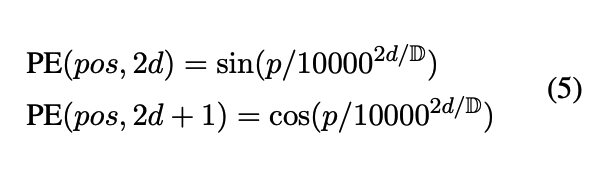 PE(pos, 2d) = sin(p/10000^{2d/𝔻})
PE(pos, 2d + 1) = cos(p/10000^{2d/𝔻})
(5)